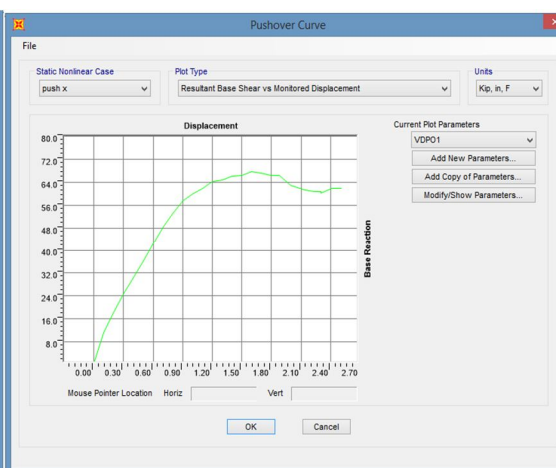 Pushover Curve
File
Static Nonlinear Case
Plot Type
Units
push x
Resultant Base Shear vs Monitored Displacement
Kip, in, F
Displacement
Current Plot Parameters
VDPO1
Add New Parameters...
Add Copy of Parameters...
Modify/Show Parameters...
80.0
72.0
64.0
56.0
48.0
40.0
32.0
24.0
16.0
8.0
Base Reaction
0.00 0.30 0.60 0.90 1.20 1.50 1.80 2.10 2.40 2.70
Mouse Pointer Location Horiz Vert
OK Cancel